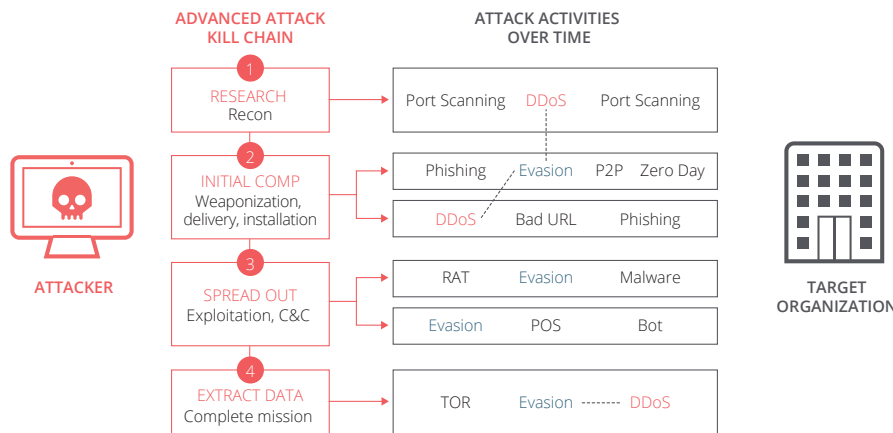 ADVANCED ATTACK
KILL CHAIN
ATTACK ACTIVITIES
OVER TIME
1
RESEARCH
Recon
Port Scanning DDoS Port Scanning
2
INITIAL COMP
Weaponization,
delivery, installation
Phishing Evasion P2P Zero Day
DDoS Bad URL Phishing
3
SPREAD OUT
Exploitation, C&C
RAT Evasion Malware
Evasion POS Bot
4
EXTRACT DATA
Complete mission
TOR Evasion DDoS
ATTACKER
TARGET
ORGANIZATION